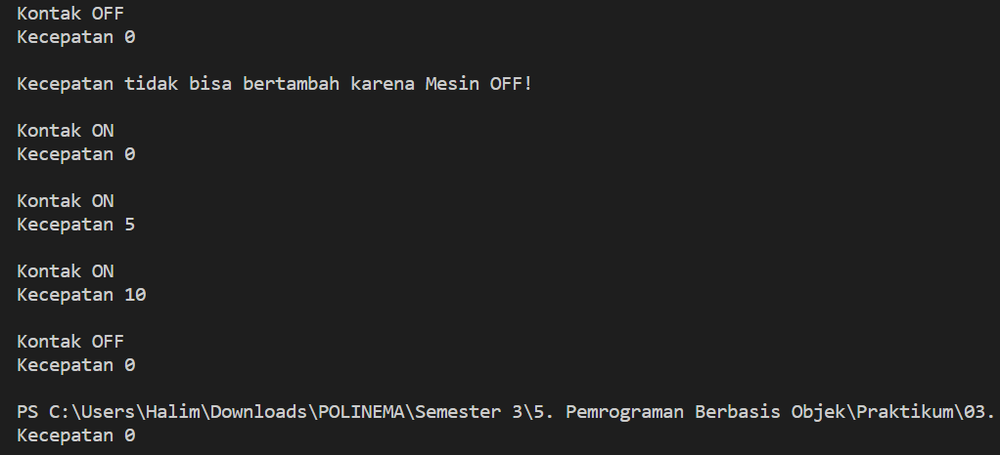 Kontak OFF
Kecepatan 0
Kecepatan tidak bisa bertambah karena Mesin OFF!
Kontak ON
Kecepatan 0
Kontak ON
Kecepatan 5
Kontak ON
Kecepatan 10
Kontak OFF
Kecepatan 0
PS C:\Users\Halim\Downloads\POLINEMA\Semester 3\5. Pemrograman Berbasis Objek\Praktikum\03.
Kecepatan 0